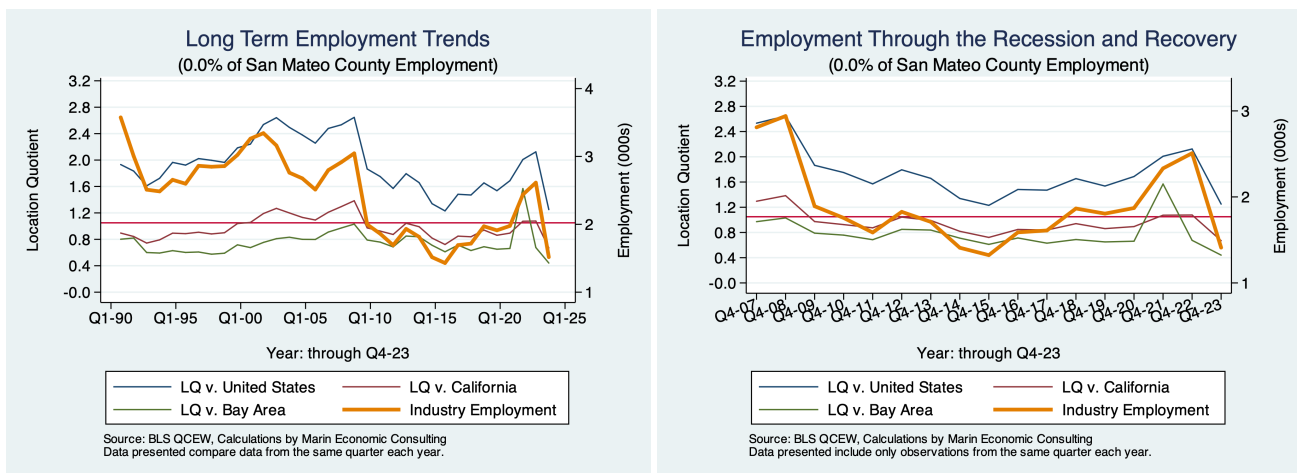 Long Term Employment Trends
(0.0% of San Mateo County Employment)
3.2
2.8
2.4
2.0
1.6
1.2
0.8
0.4
-0.0
Location Quotient
4
3
2
1
Employment (000s)
Q1-90 Q1-95 Q1-00 Q1-05 Q1-10 Q1-15 Q1-20 Q1-25
Year: through Q4-23
LQ v. United States LQ v. California
LQ v. Bay Area Industry Employment
Source: BLS QCEW, Calculations by Marin Economic Consulting
Data presented compare data from the same quarter each year.
Employment Through the Recession and Recovery
(0.0% of San Mateo County Employment)
3.2
2.8
2.4
2.0
1.6
1.2
0.8
0.4
-0.0
Location Quotient
3
2
1
Employment (000s)
Q4-07 Q4-08 Q4-09 Q4-10 Q4-11 Q4-12 Q4-13 Q4-14 Q4-15 Q4-16 Q4-17 Q4-18 Q4-19 Q4-20 Q4-21 Q4-22 Q4-23
Year: through Q4-23
LQ v. United States LQ v. California
LQ v. Bay Area Industry Employment
Source: BLS QCEW, Calculations by Marin Economic Consulting
Data presented include only observations from the same quarter each year.